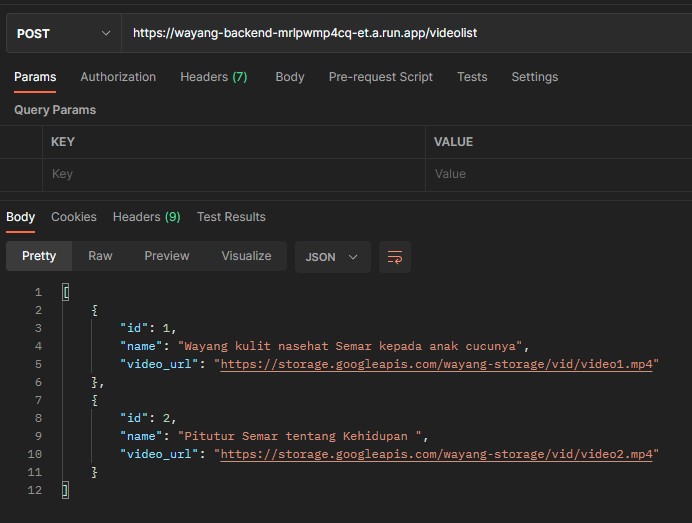 POST https://wayang-backend-mrlpwmp4cq-et.a.run.app/videolist
Params Authorization Headers (7) Body Pre-request Script Tests Settings
Query Params
KEY VALUE
Key Value
Body Cookies Headers (9) Test Results
Pretty Raw Preview Visualize JSON
1 [
2 {
3 "id": 1,
4 "name": "Wayang kulit nasehat Semar kepada anak cucunya",
5 "video_url": "https://storage.googleapis.com/wayang-storage/vid/video1.mp4"
6 },
7 {
8 "id": 2,
9 "name": "Pitutur Semar tentang Kehidupan ",
10 "video_url": "https://storage.googleapis.com/wayang-storage/vid/video2.mp4"
11 }
12 ]